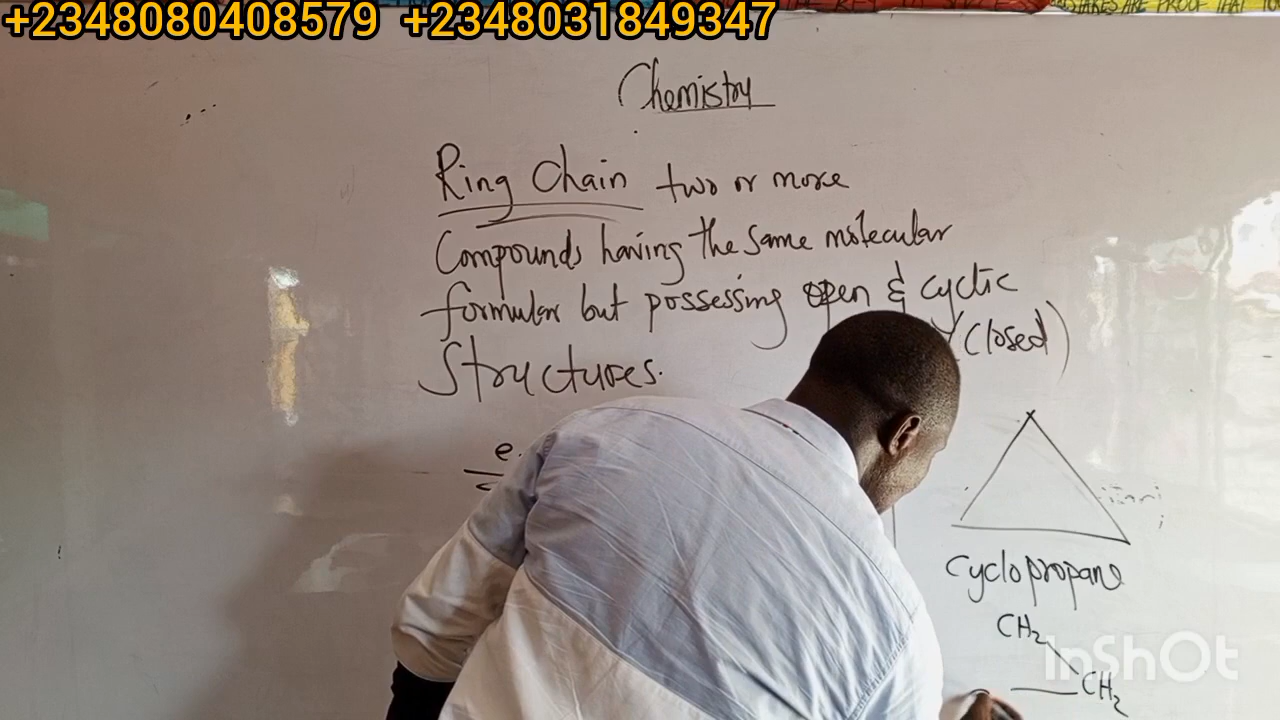 +2348080408579 +2348031849347
Chemistry
Ring Chain two or more
Compounds having the same molecular
formular but possessing open & cyclic
(closed)
Structures.
e.
Cyclopropane
CH2
CH2
InShOt